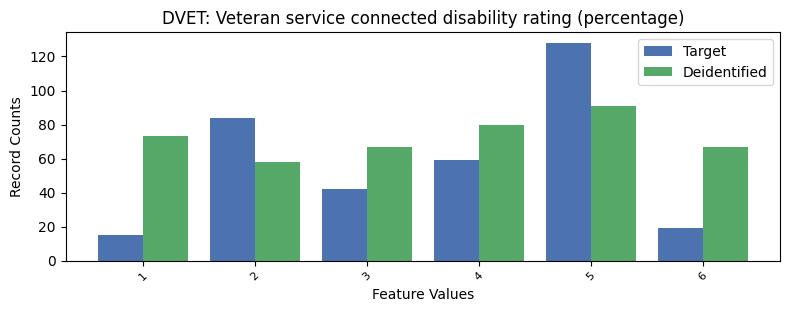 DVET: Veteran service connected disability rating (percentage)
Target
Deidentified
Record Counts
120
100
80
60
40
20
0
1 2 3 4 5 6
Feature Values